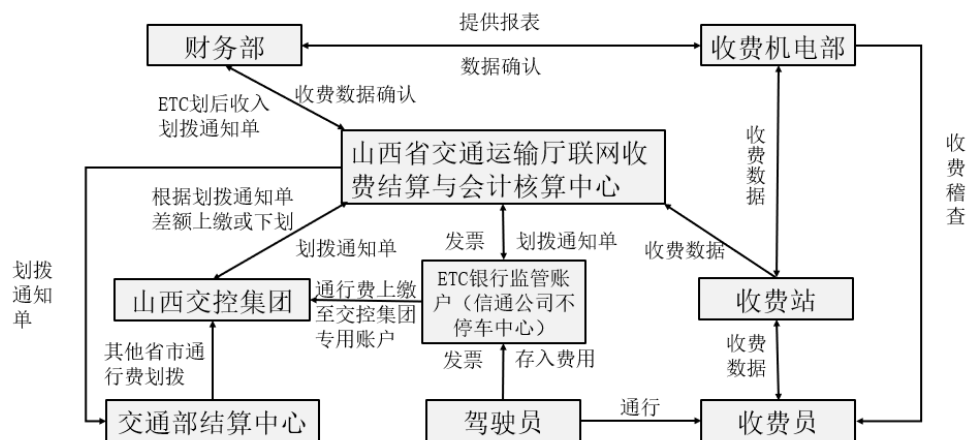 提供报表
财务部
收费机电部
数据确认
ETC划后收入
划拨通知单
收费数据确认
山西省交通运输厅联网收
费结算与会计核算中心
收费数据
收费稽查
根据划拨通知单
差额上缴或下划
划拨通知单
发票
划拨通知单
收费数据
划拨
通知
单
山西交控集团
通行费上缴
至交控集团
专用账户
ETC银行监管账
户（信通公司不
停车中心）
收费站
其他省市通
行费划拨
发票
存入费用
收费
数据
交通部结算中心
驾驶员
通行
收费员